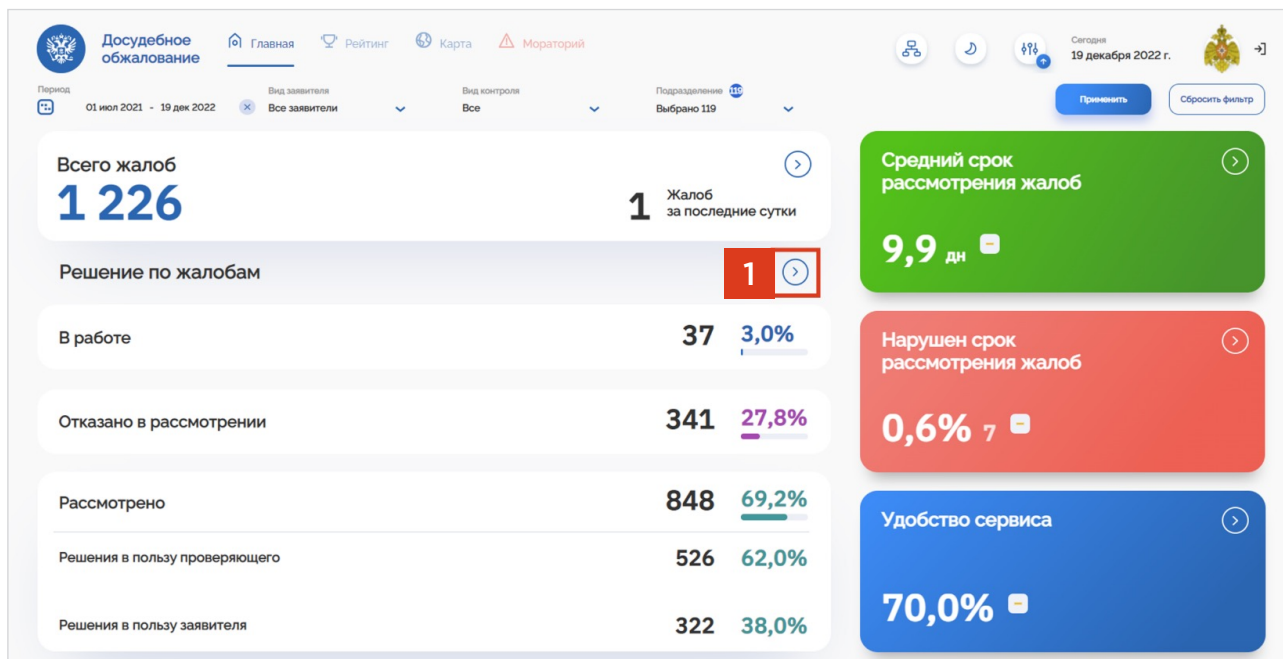 Досудебное
обжалование
Главная
Рейтинг
Карта
Мораторий
Сегодня
19 декабря 2022 г.
Период
01 июл 2021 - 19 дек 2022
Вид заявителя
Все заявители
Вид контроля
Все
Подразделение 119
Выбрано 119
Применить
Сбросить фильтр
Всего жалоб
1 226
1 Жалоб
за последние сутки
Решение по жалобам
1
В работе 37 3,0%
Отказано в рассмотрении 341 27,8%
Рассмотрено 848 69,2%
Решения в пользу проверяющего 526 62,0%
Решения в пользу заявителя 322 38,0%
Средний срок
рассмотрения жалоб
9,9 дн
Нарушен срок
рассмотрения жалоб
0,6% 7
Удобство сервиса
70,0%